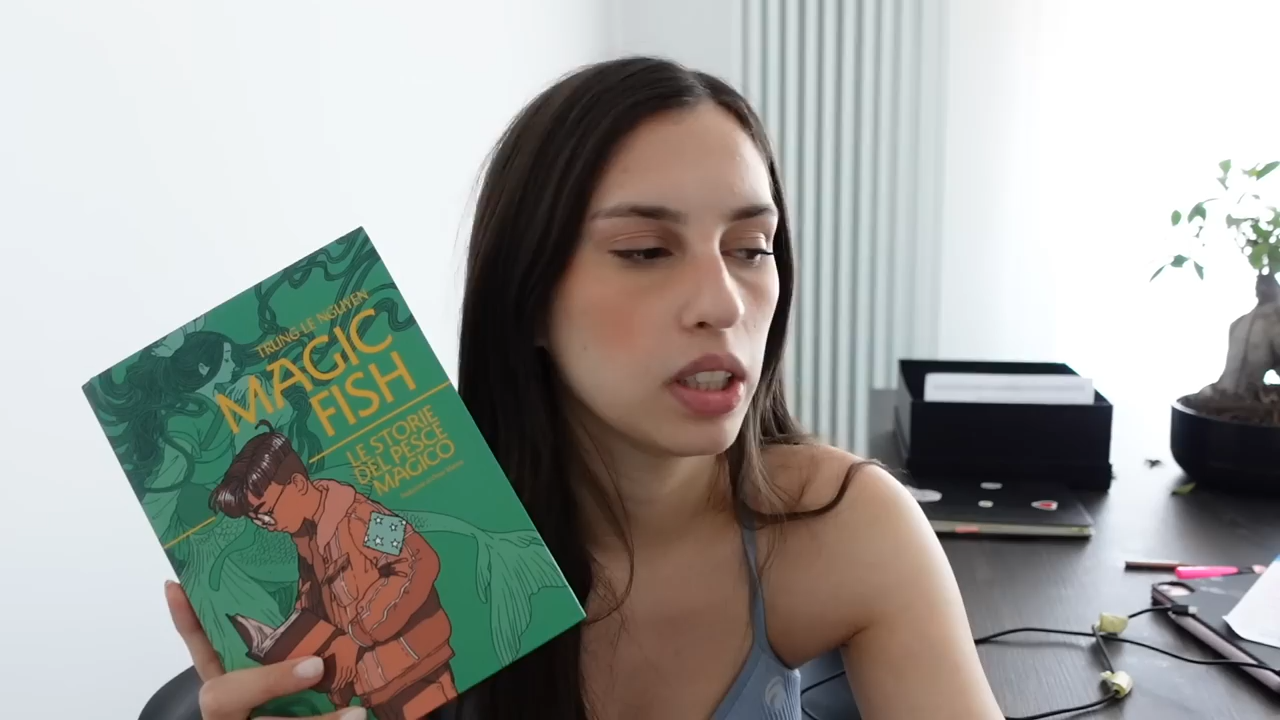 TRUNG LE NGUYEN
MAGIC
FISH
LE STORIE
DEL PESCE
MAGICO